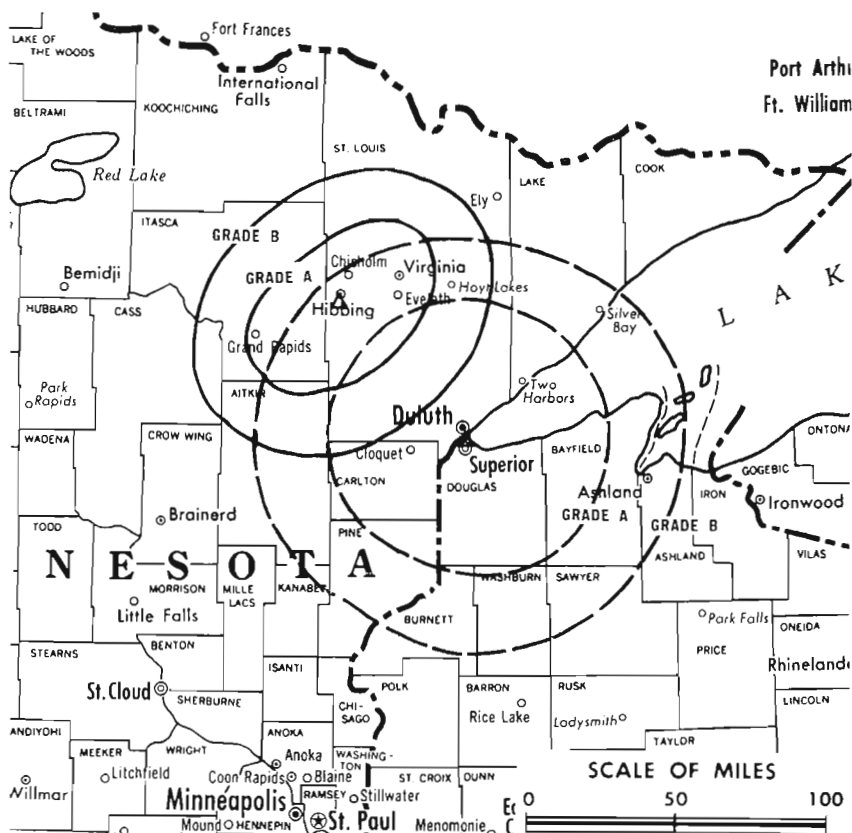 Fort Frances
LAKE OF
THE WOODS
International
Falls
Port Arth
Ft. William
BELTRAMI
KOOCHICHING
ST. LOUIS
LAKE
COOK
Red Lake
Ely
ITASCA
GRADE B
GRADE A
Chisholm
Virginia
Bemidji
Hibbing
Eveleth
Hoyt Lakes
HUBBARD
CASS
Silver
Bay
L A K
Grand Rapids
Park
Rapids
AITKIN
Two
Harbors
Duluth
WADENA
CROW WING
Cloquet
Superior
BAYFIELD
ONTONA
CARLTON
DOUGLAS
Ashland
GOGEBIC
IRON
Ironwood
GRADE A
GRADE B
TODD
Brainerd
PINE
ASHLAND
VILAS
NESOTA
MORRISON
MILLE
LACS
KANABEC
WASHBURN
SAWYER
Little Falls
BURNETT
Park Falls
ONEIDA
BENTON
STEARNS
ISANTI
PRICE
Rhineland
St. Cloud
SHERBURNE
POLK
BARRON
RUSK
LINCOLN
CHI-
SAGO
Rice Lake
Ladysmith
ANDIYOHI
MEEKER
WRIGHT
ANOKA
WASHING-
TON
TAYLOR
Anoka
Litchfield
Coon Rapids
Blaine
ST. CROIX
DUNN
SCALE OF MILES
Willmar
Minneapolis
RAMSEY
Stillwater
0 50 100
Mound
HENNEPIN
St. Paul
Menomonie